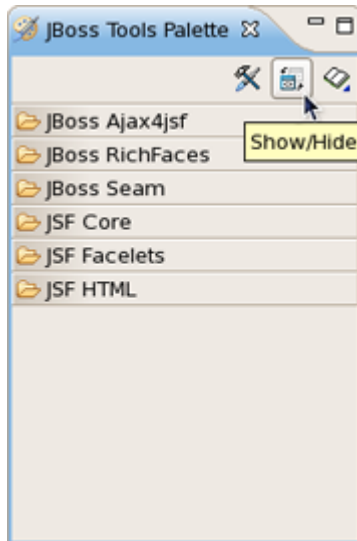 JBoss Tools Palette
JBoss Ajax4jsf
JBoss RichFaces
Show/Hide
JBoss Seam
JSF Core
JSF Facelets
JSF HTML